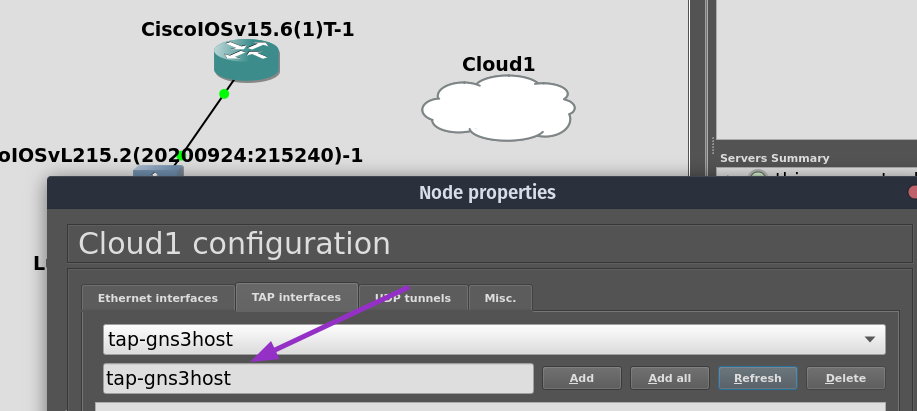 CiscoIOSv15.6(1)T-1
Cloud1
oIOSvL215.2(20200924:215240)-1
Servers Summary
Node properties
Cloud1 configuration
Ethernet interfaces
TAP interfaces
UDP tunnels
Misc.
tap-gns3host
tap-gns3host
Add
Add all
Refresh
Delete